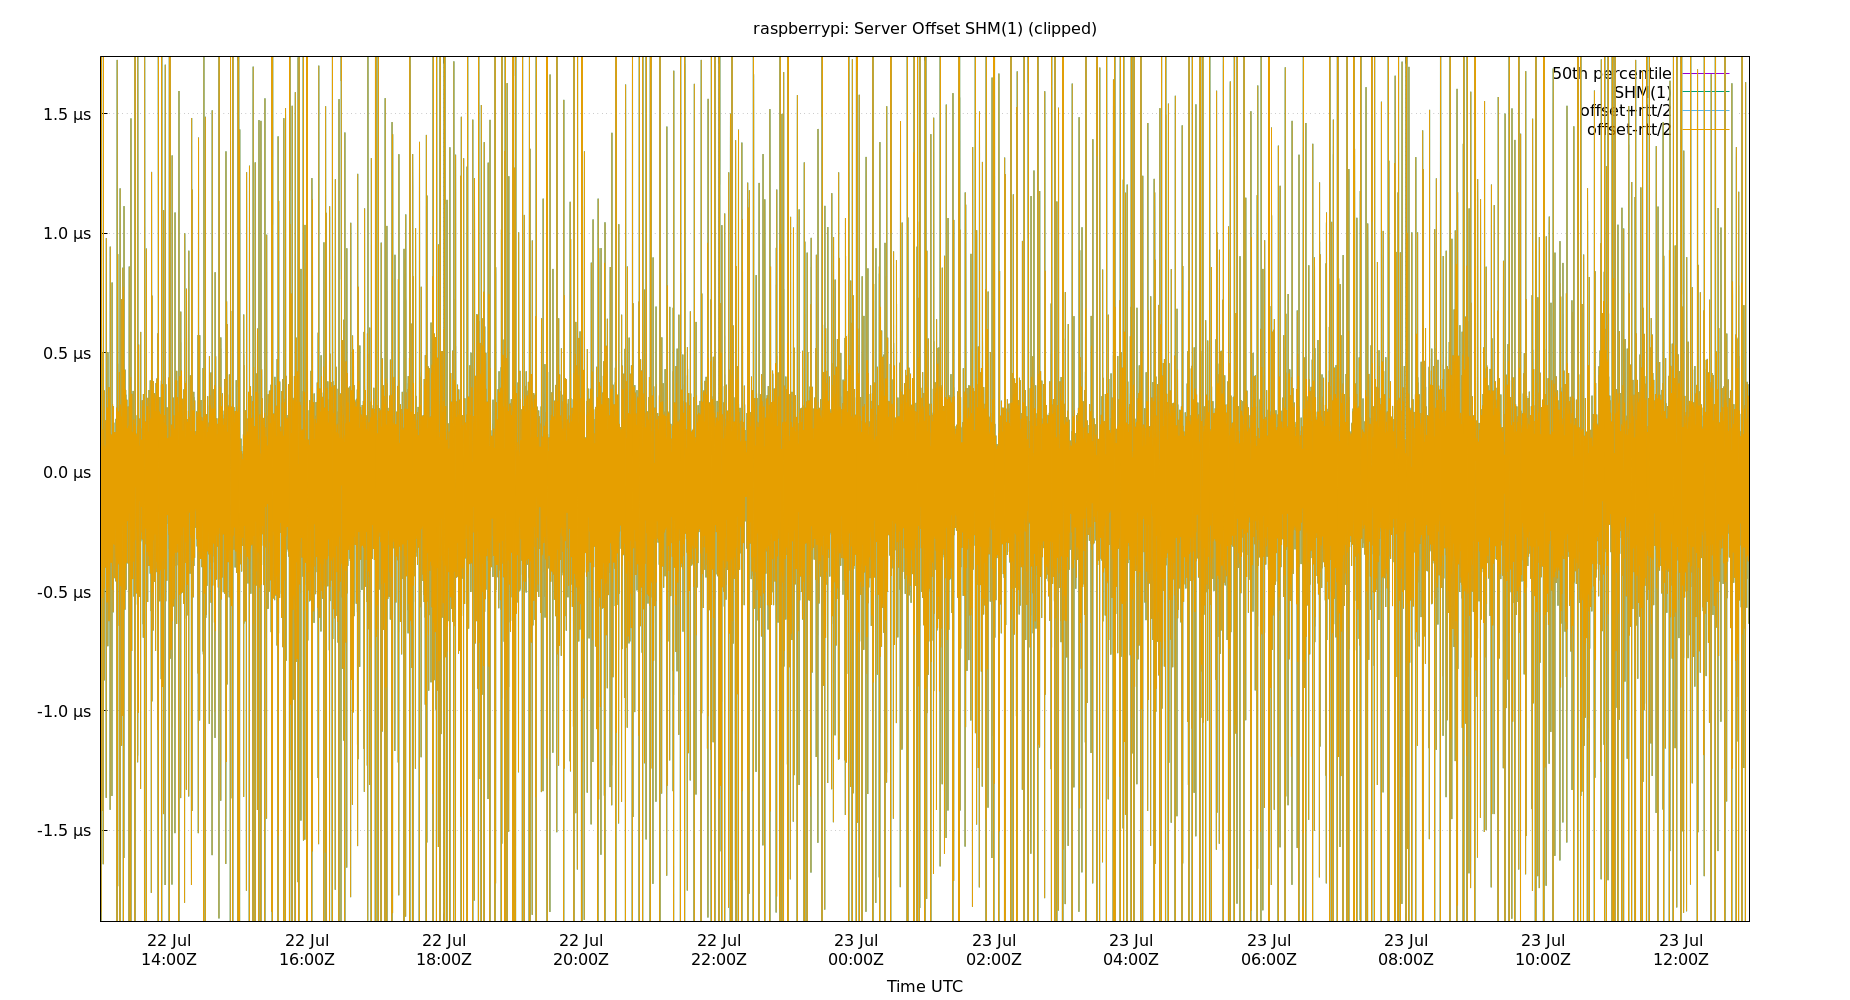 raspberrypi: Server Offset SHM(1) (clipped)
50th percentile
SHM(1)
offset+rtt/2
offset-rtt/2
1.5 µs
1.0 µs
0.5 µs
0.0 µs
-0.5 µs
-1.0 µs
-1.5 µs
22 Jul 22 Jul 22 Jul 22 Jul 22 Jul 23 Jul 23 Jul 23 Jul 23 Jul 23 Jul 23 Jul 23 Jul
14:00Z 16:00Z 18:00Z 20:00Z 22:00Z 00:00Z 02:00Z 04:00Z 06:00Z 08:00Z 10:00Z 12:00Z
Time UTC